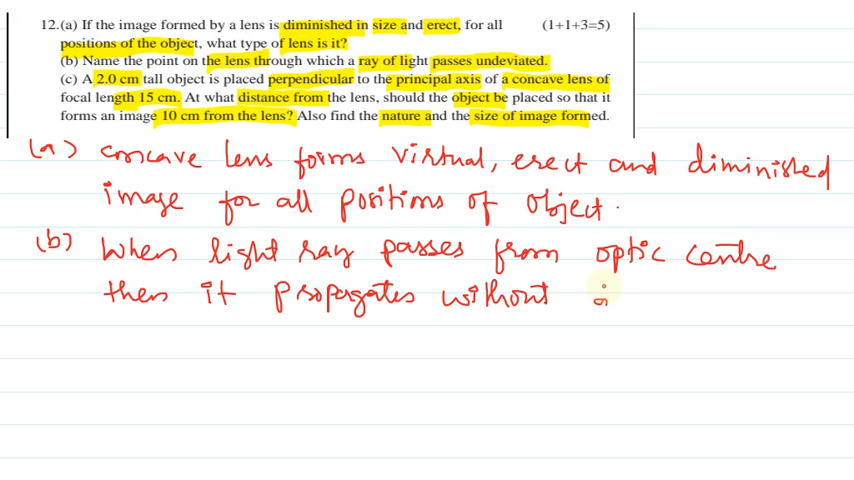 12.(a) If the image formed by a lens is diminished in size and erect, for all (1+1+3=5)
positions of the object, what type of lens is it?
(b) Name the point on the lens through which a ray of light passes undeviated.
(c) A 2.0 cm tall object is placed perpendicular to the principal axis of a concave lens of
focal length 15 cm. At what distance from the lens, should the object be placed so that it
forms an image 10 cm from the lens? Also find the nature and the size of image formed.
(a) concave lens forms virtual, erect and diminished
image for all positions of object.
(b) When light ray passes from optic centre
then it propagates without